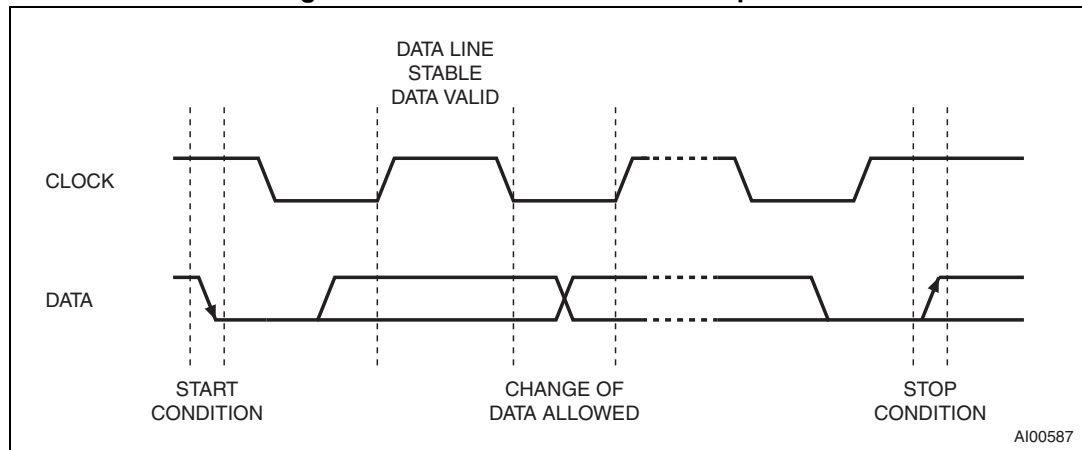 DATA LINE
STABLE
DATA VALID
CLOCK
DATA
START
CONDITION
CHANGE OF
DATA ALLOWED
STOP
CONDITION
AI00587